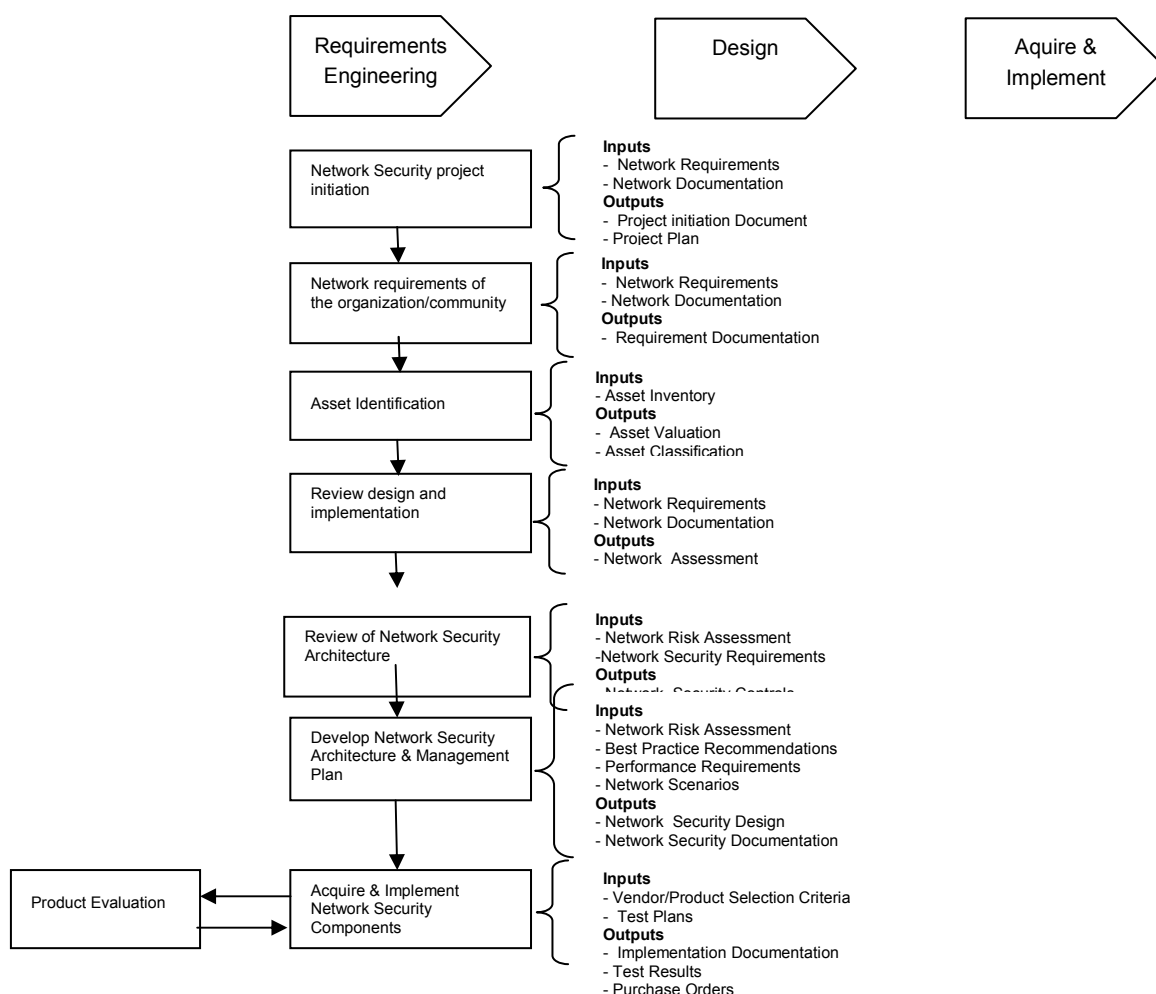 Requirements
Engineering
Design
Aquire &
Implement
Network Security project
initiation
Inputs
- Network Requirements
- Network Documentation
Outputs
- Project initiation Document
- Project Plan
Network requirements of
the organization/community
Inputs
- Network Requirements
- Network Documentation
Outputs
- Requirement Documentation
Asset Identification
Inputs
- Asset Inventory
Outputs
- Asset Valuation
- Asset Classification
Review design and
implementation
Inputs
- Network Requirements
- Network Documentation
Outputs
- Network Assessment
Review of Network Security
Architecture
Inputs
- Network Risk Assessment
-Network Security Requirements
Outputs
- Network Security Controls
Develop Network Security
Architecture & Management
Plan
Inputs
- Network Risk Assessment
- Best Practice Recommendations
- Performance Requirements
- Network Scenarios
Outputs
- Network Security Design
- Network Security Documentation
Product Evaluation
Acquire & Implement
Network Security
Components
Inputs
- Vendor/Product Selection Criteria
- Test Plans
Outputs
- Implementation Documentation
- Test Results
- Purchase Orders